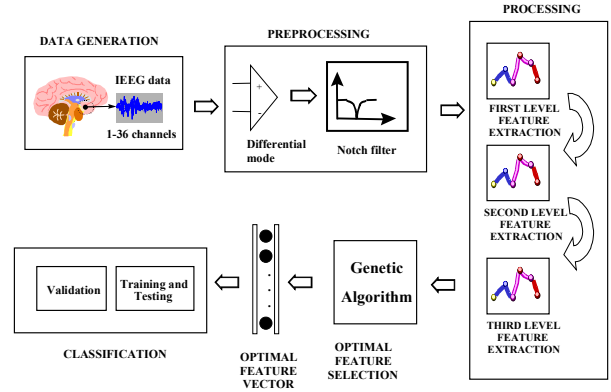 DATA GENERATION
IEEG data
1-36 channels
PREPROCESSING
+
-
Differential
mode
Notch filter
PROCESSING
FIRST LEVEL
FEATURE
EXTRACTION
SECOND LEVEL
FEATURE
EXTRACTION
THIRD LEVEL
FEATURE
EXTRACTION
Genetic
Algorithm
OPTIMAL
FEATURE
SELECTION
OPTIMAL
FEATURE
VECTOR
Validation
Training and
Testing
CLASSIFICATION